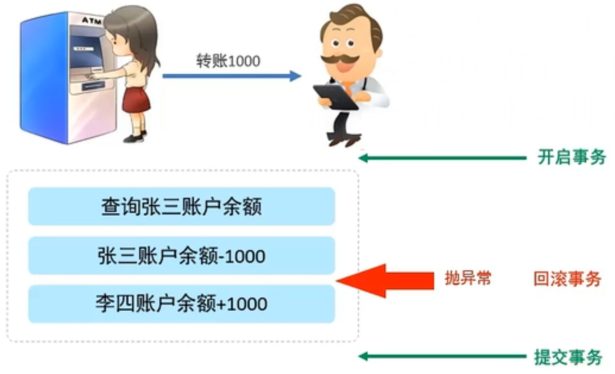 ATM
转账1000
开启事务
查询张三账户余额
张三账户余额-1000
抛异常 回滚事务
李四账户余额+1000
提交事务